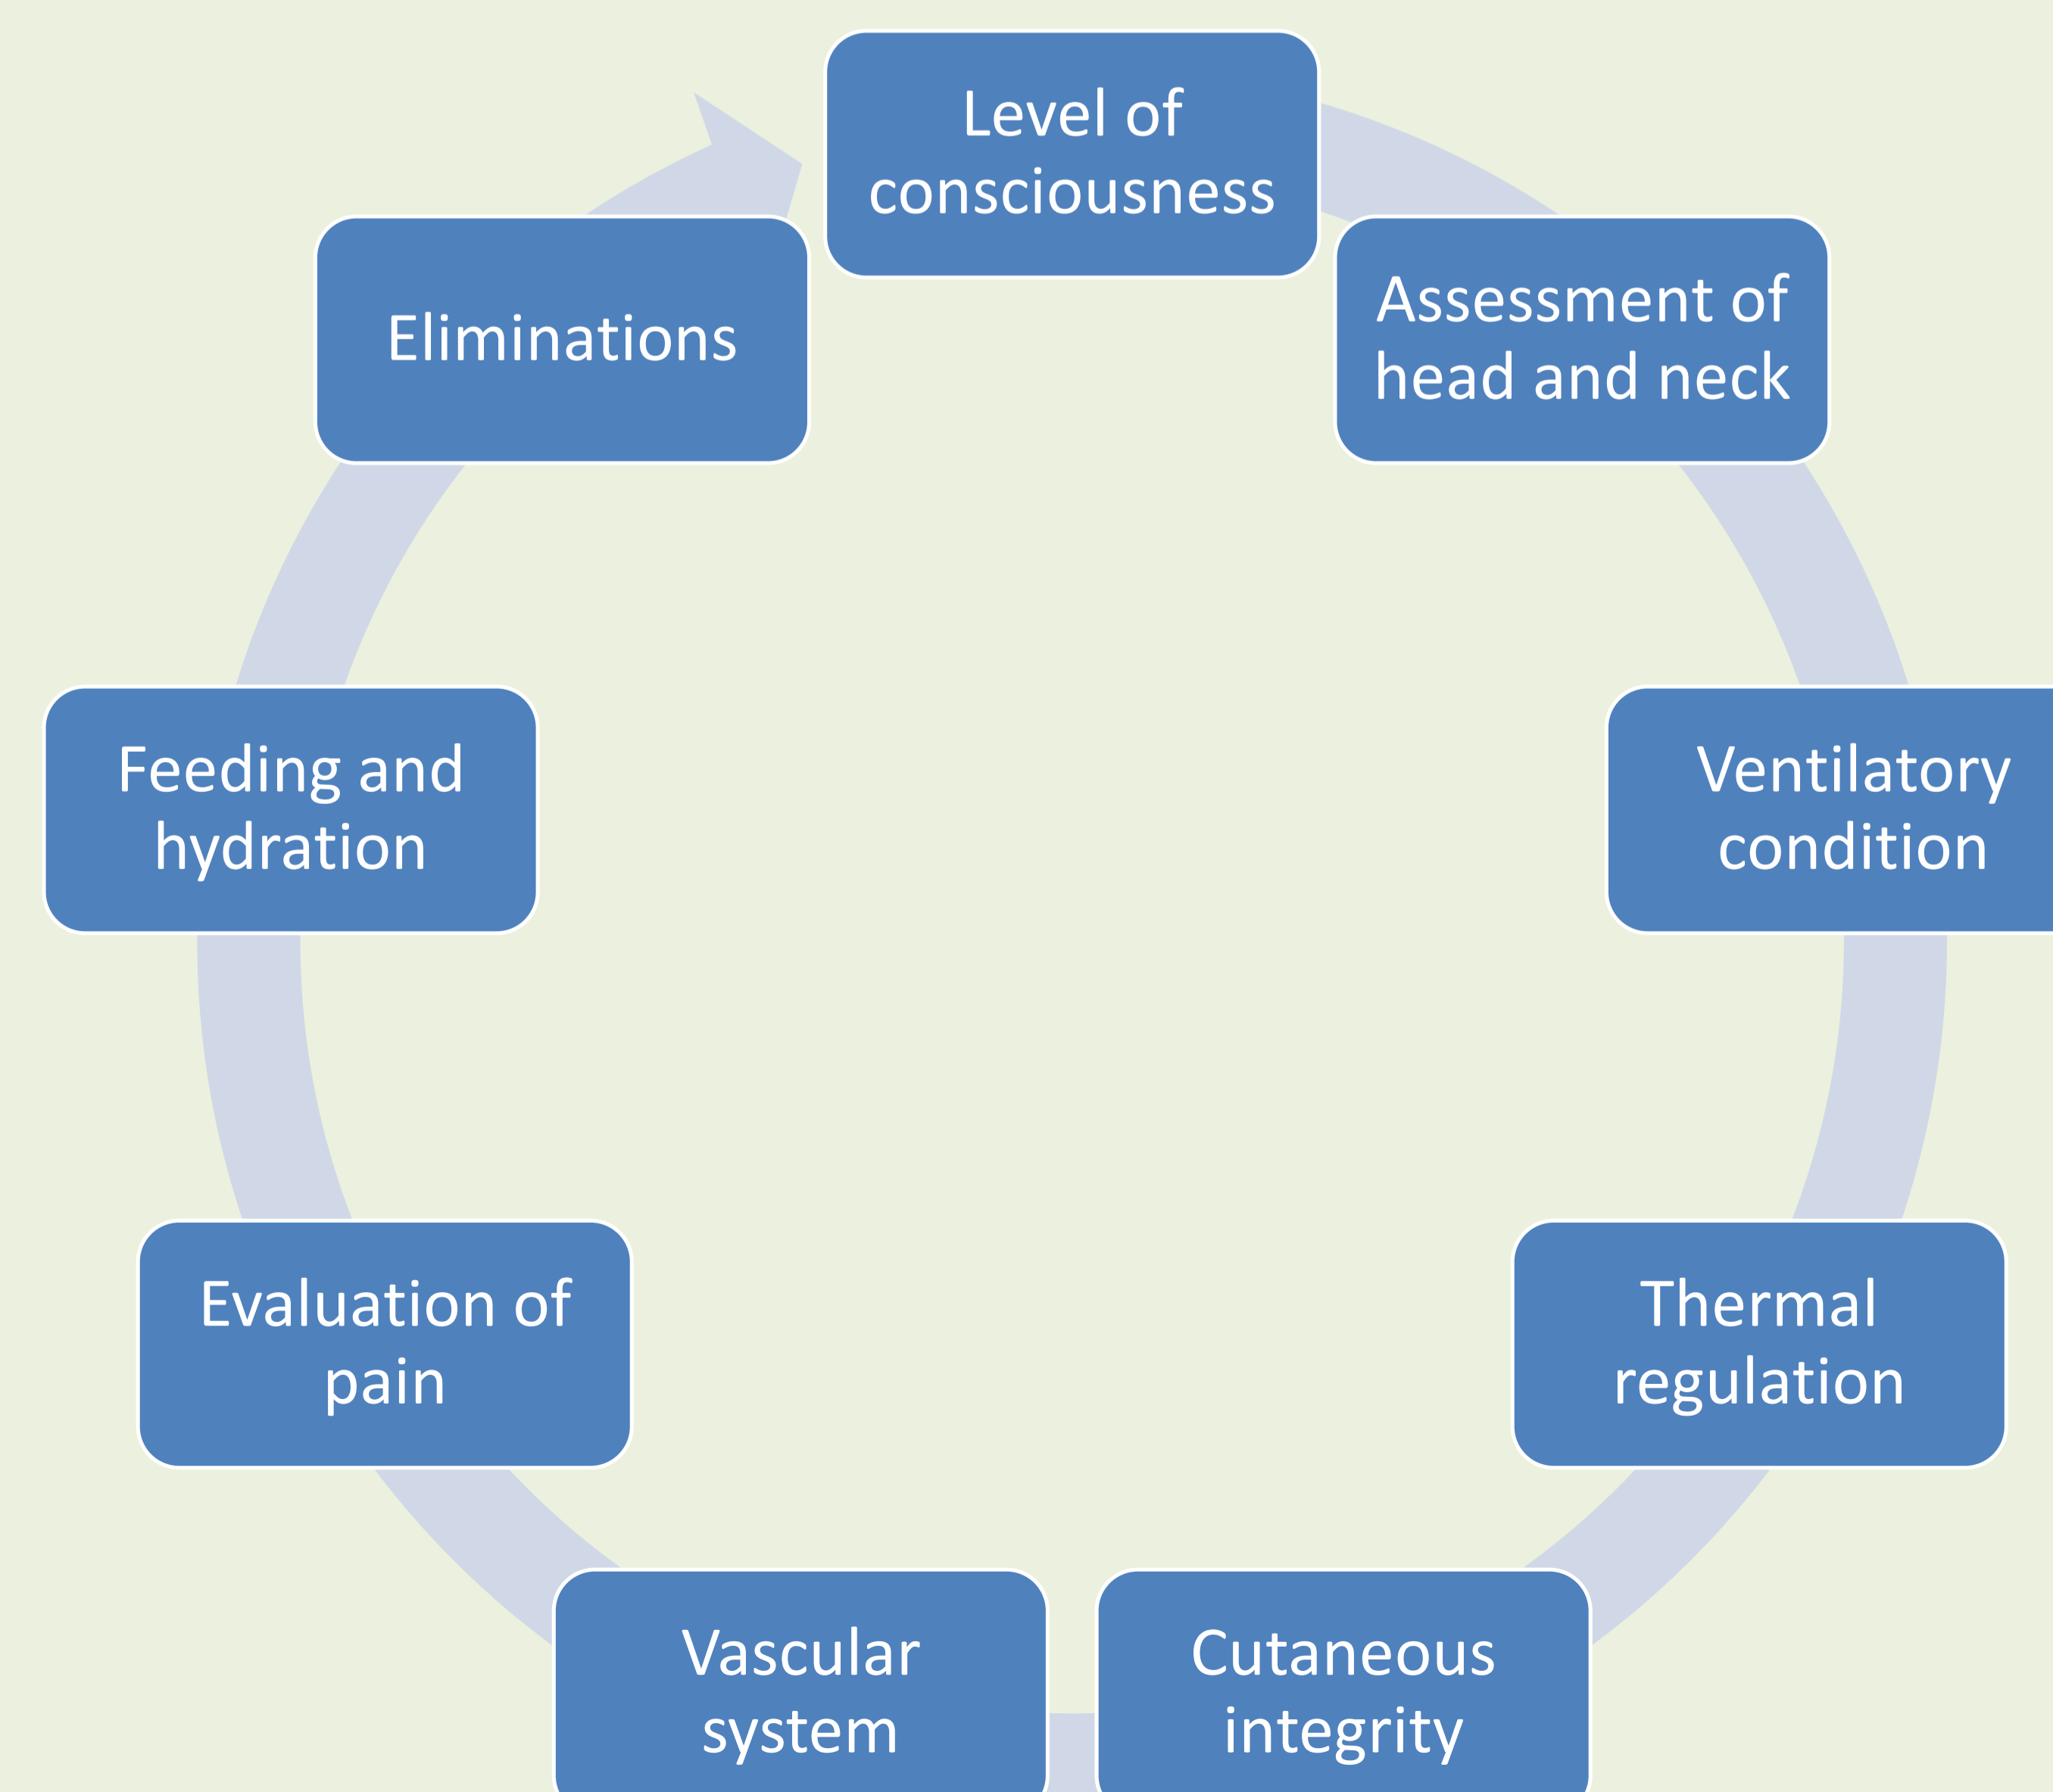 Level of
consciousness
Assessment of
head and neck
Ventilatory
condition
Thermal
regulation
Cutaneous
integrity
Vascular
system
Evaluation of
pain
Feeding and
hydration
Eliminations